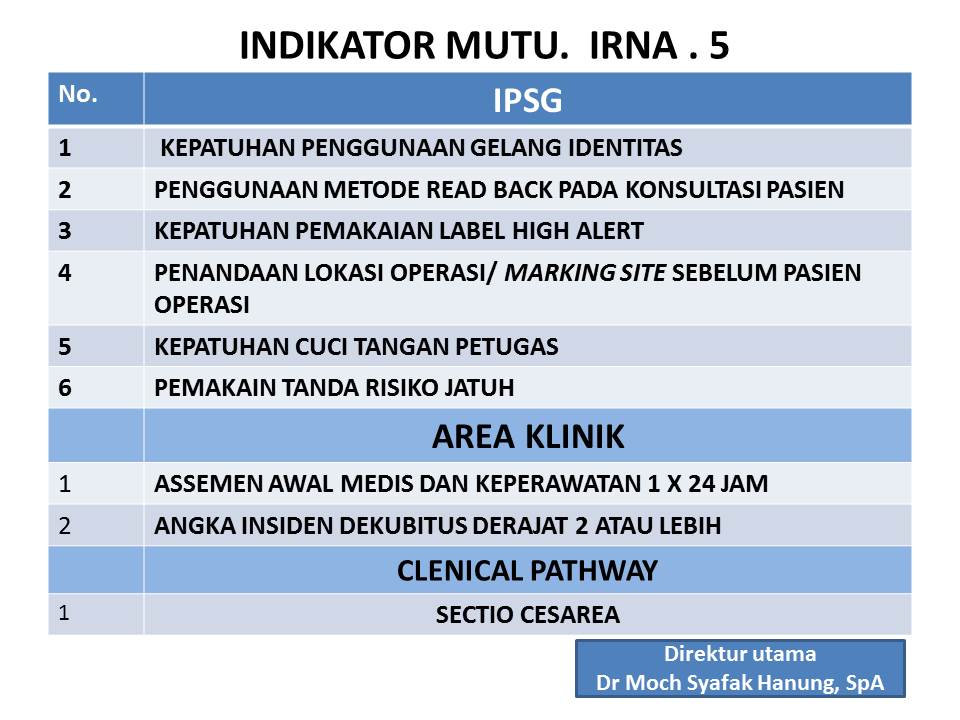 INDIKATOR MUTU. IRNA . 5
No. IPSG
1 KEPATUHAN PENGGUNAAN GELANG IDENTITAS
2 PENGGUNAAN METODE READ BACK PADA KONSULTASI PASIEN
3 KEPATUHAN PEMAKAIAN LABEL HIGH ALERT
4 PENANDAAN LOKASI OPERASI/ MARKING SITE SEBELUM PASIEN
OPERASI
5 KEPATUHAN CUCI TANGAN PETUGAS
6 PEMAKAIN TANDA RISIKO JATUH
AREA KLINIK
1 ASSEMEN AWAL MEDIS DAN KEPERAWATAN 1 X 24 JAM
2 ANGKA INSIDEN DEKUBITUS DERAJAT 2 ATAU LEBIH
CLENICAL PATHWAY
1 SECTIO CESAREA
Direktur utama
Dr Moch Syafak Hanung, SpA